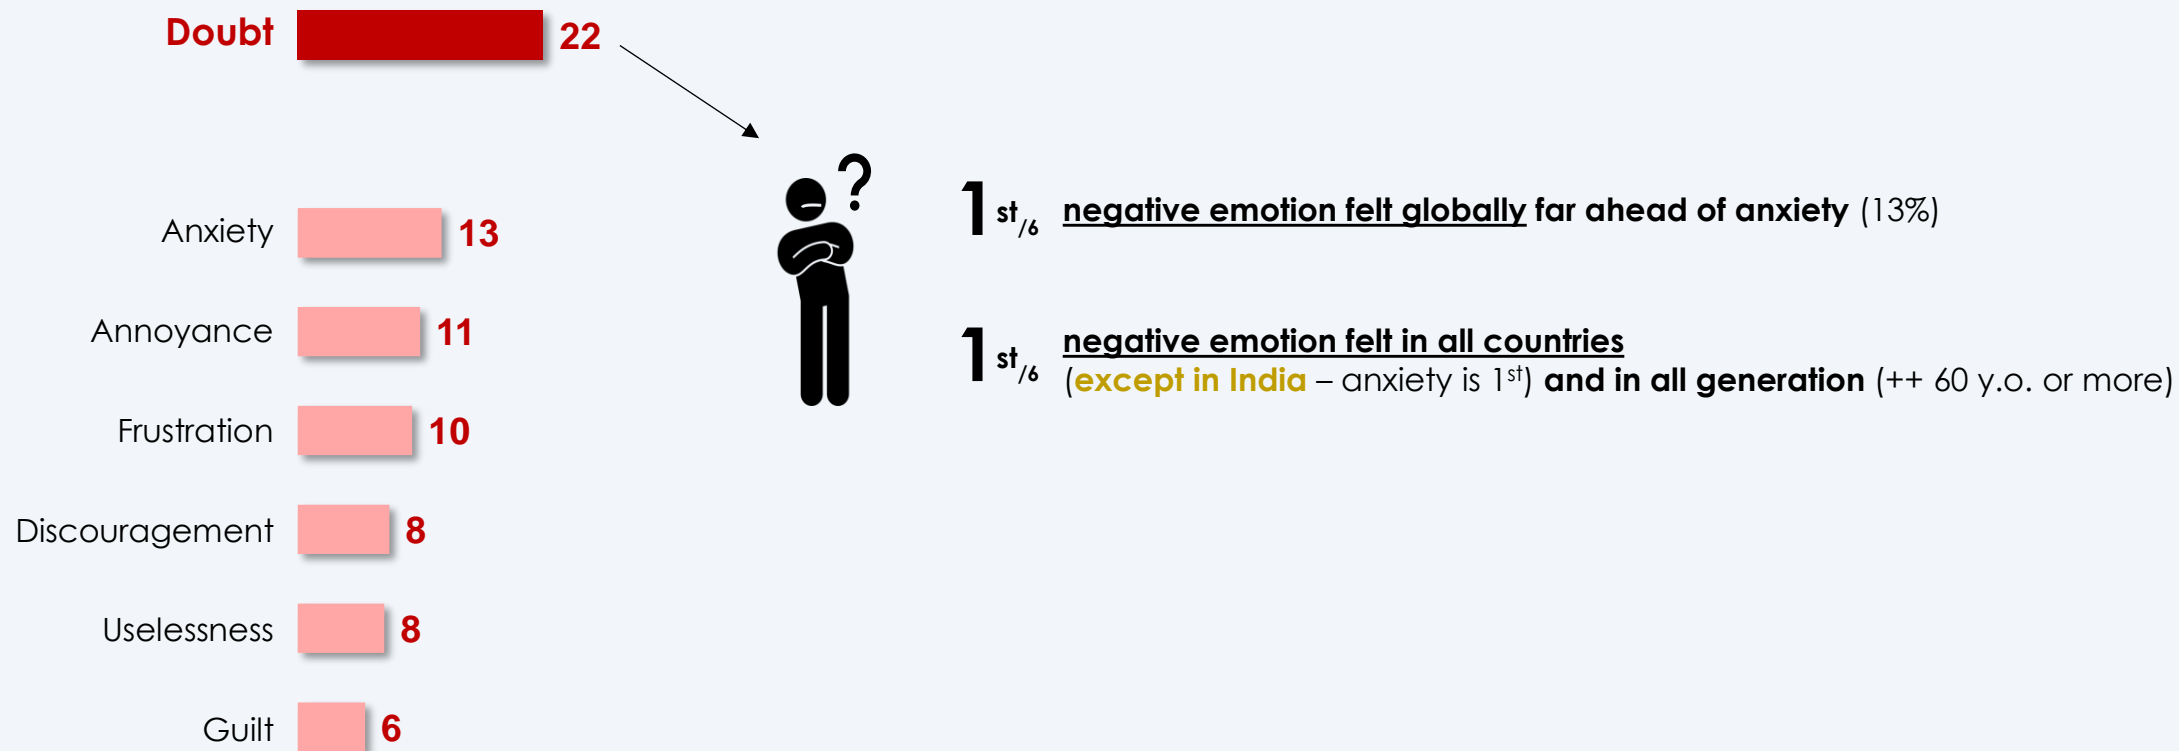 Doubt 22
Anxiety 13
Annoyance 11
Frustration 10
Discouragement 8
Uselessness 8
Guilt 6
?
1st/6 negative emotion felt globally far ahead of anxiety (13%)
1st/6 negative emotion felt in all countries
(except in India – anxiety is 1st) and in all generation (++ 60 y.o. or more)